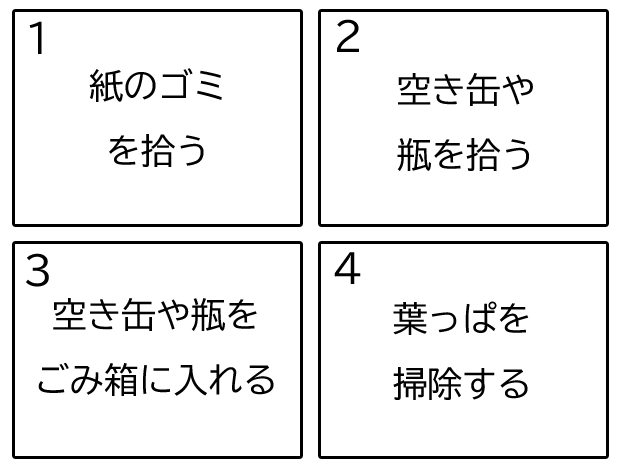 1
紙のゴミ
を拾う
2
空き缶や
瓶を拾う
3
空き缶や瓶を
ごみ箱に入れる
4
葉っぱを
掃除する